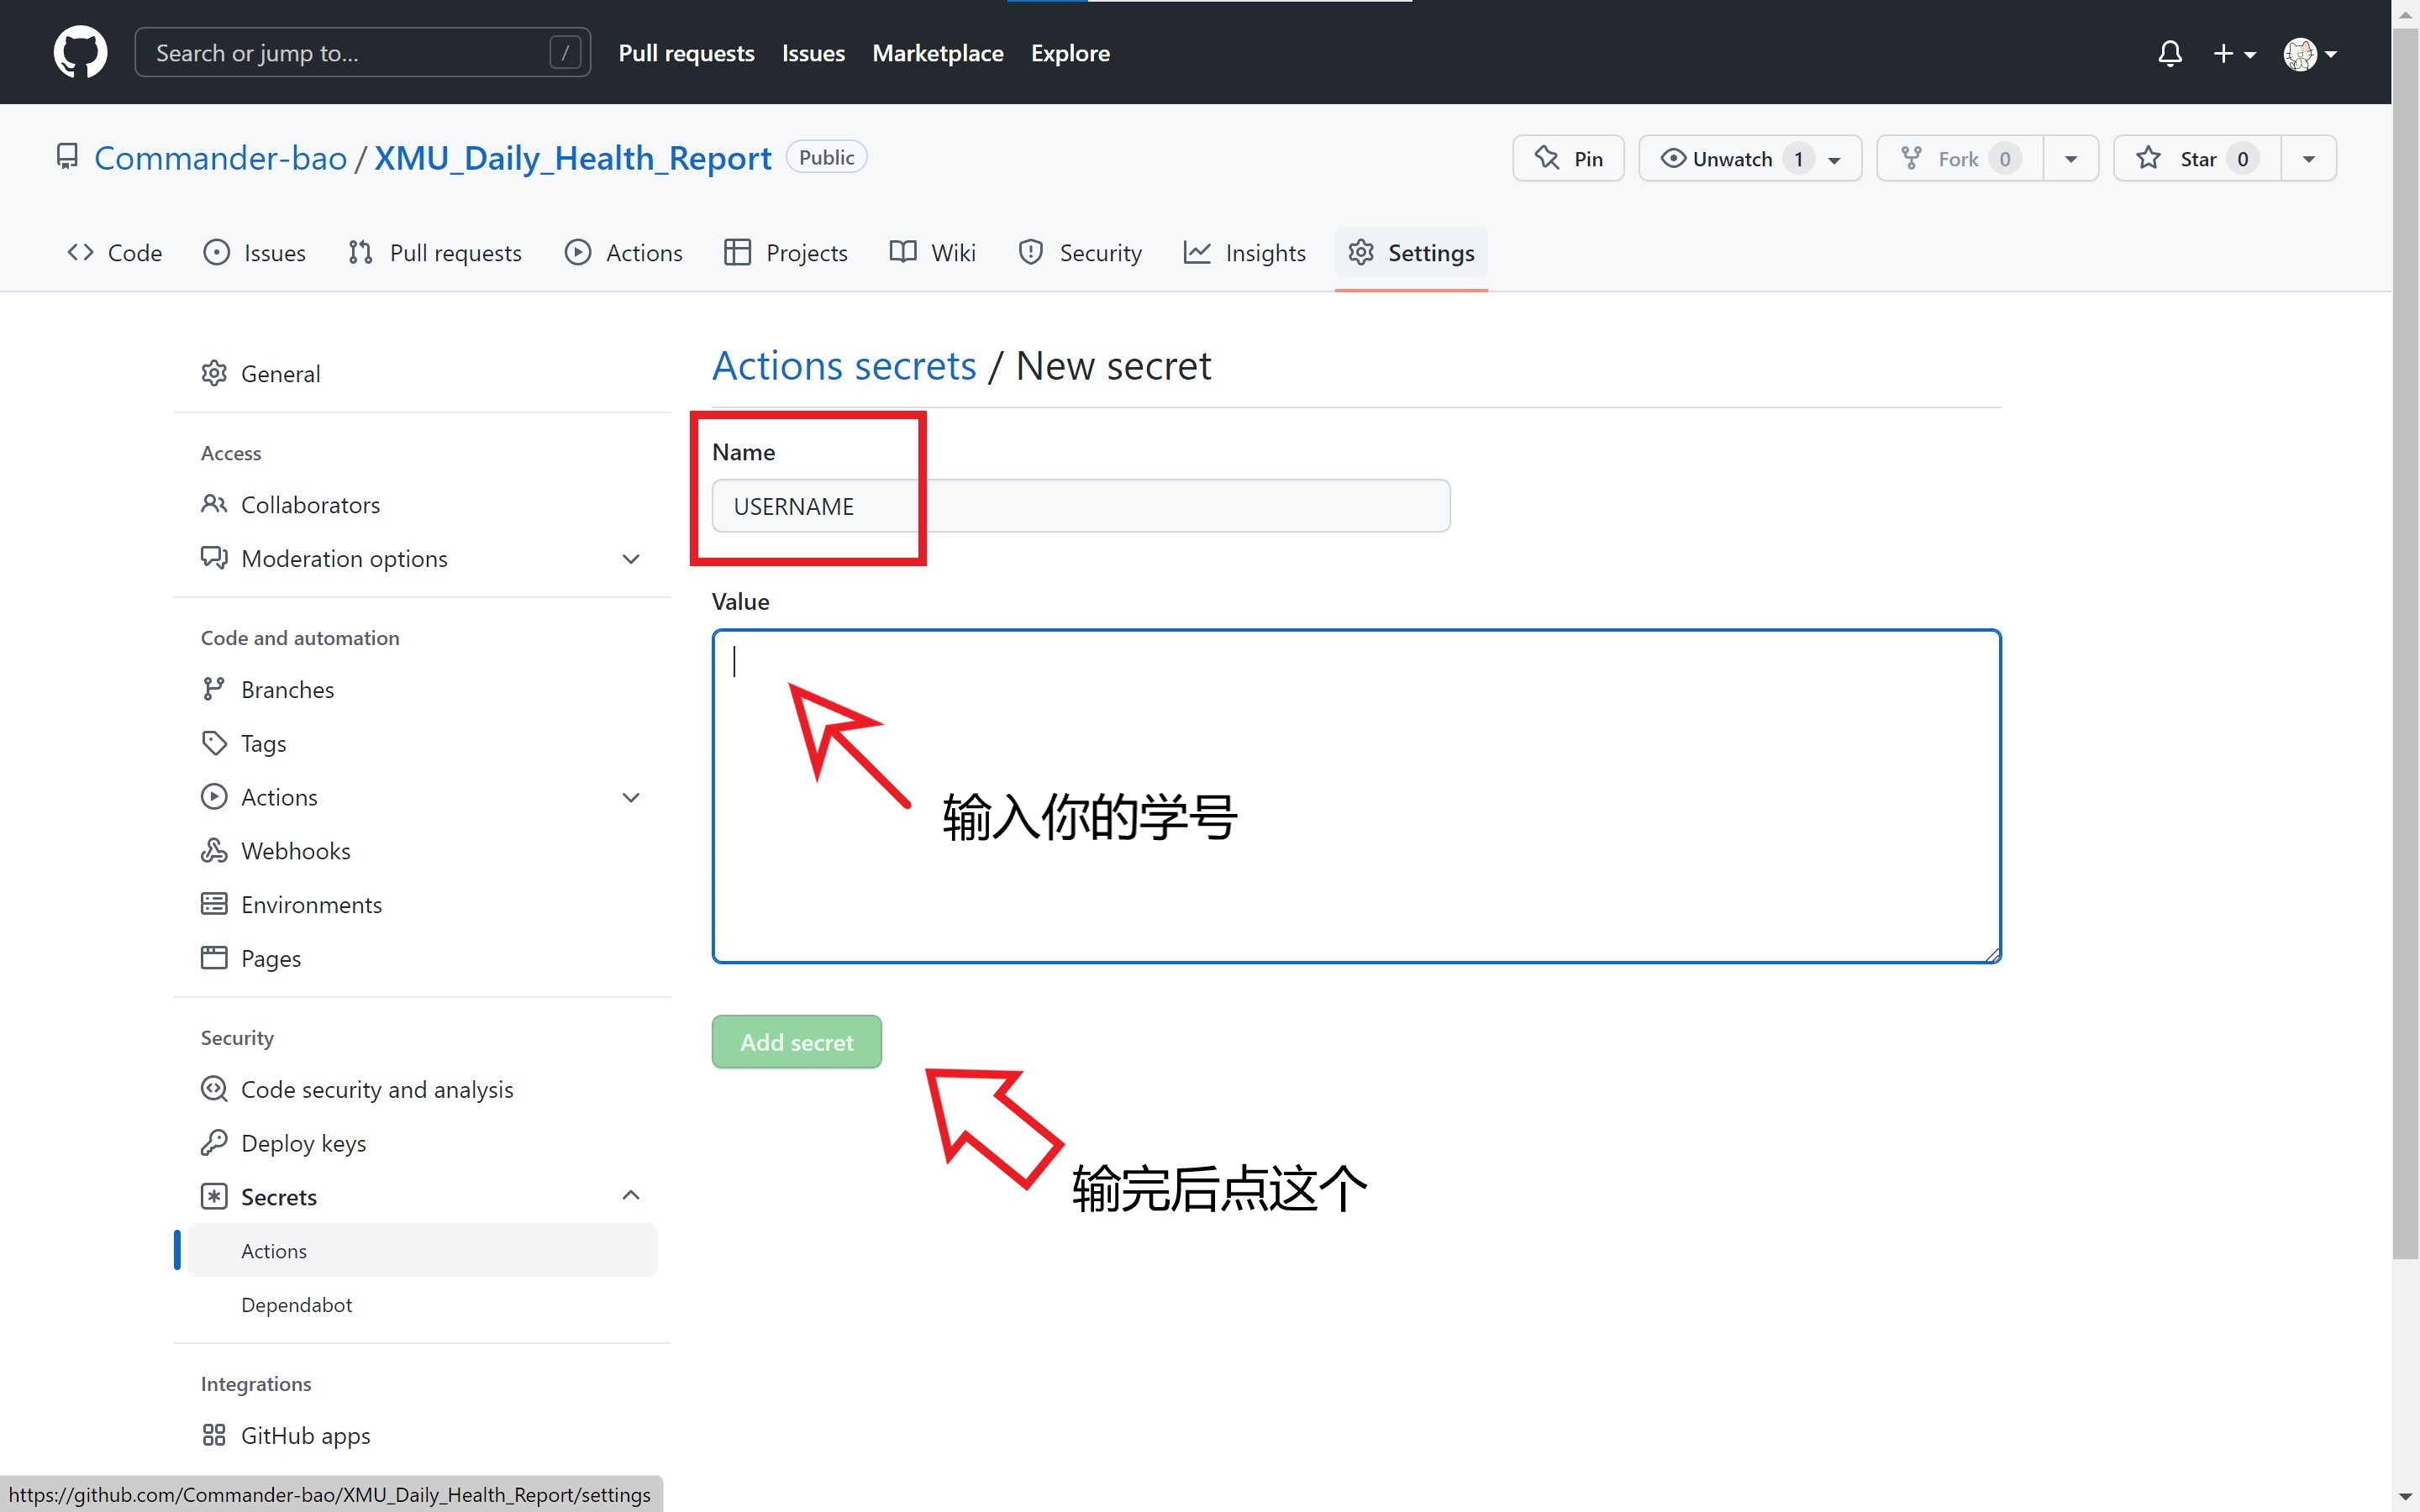 Search or jump to... /
Pull requests Issues Marketplace Explore
Commander-bao / XMU_Daily_Health_Report Public
Pin Unwatch 1 Fork 0 Star 0
Code Issues Pull requests Actions Projects Wiki Security Insights Settings
General
Access
Collaborators
Moderation options
Code and automation
Branches
Tags
Actions
Webhooks
Environments
Pages
Security
Code security and analysis
Deploy keys
Secrets
Actions
Dependabot
Integrations
GitHub apps
Actions secrets / New secret
Name
USERNAME
Value
输入你的学号
Add secret
输完后点这个
https://github.com/Commander-bao/XMU_Daily_Health_Report/settings